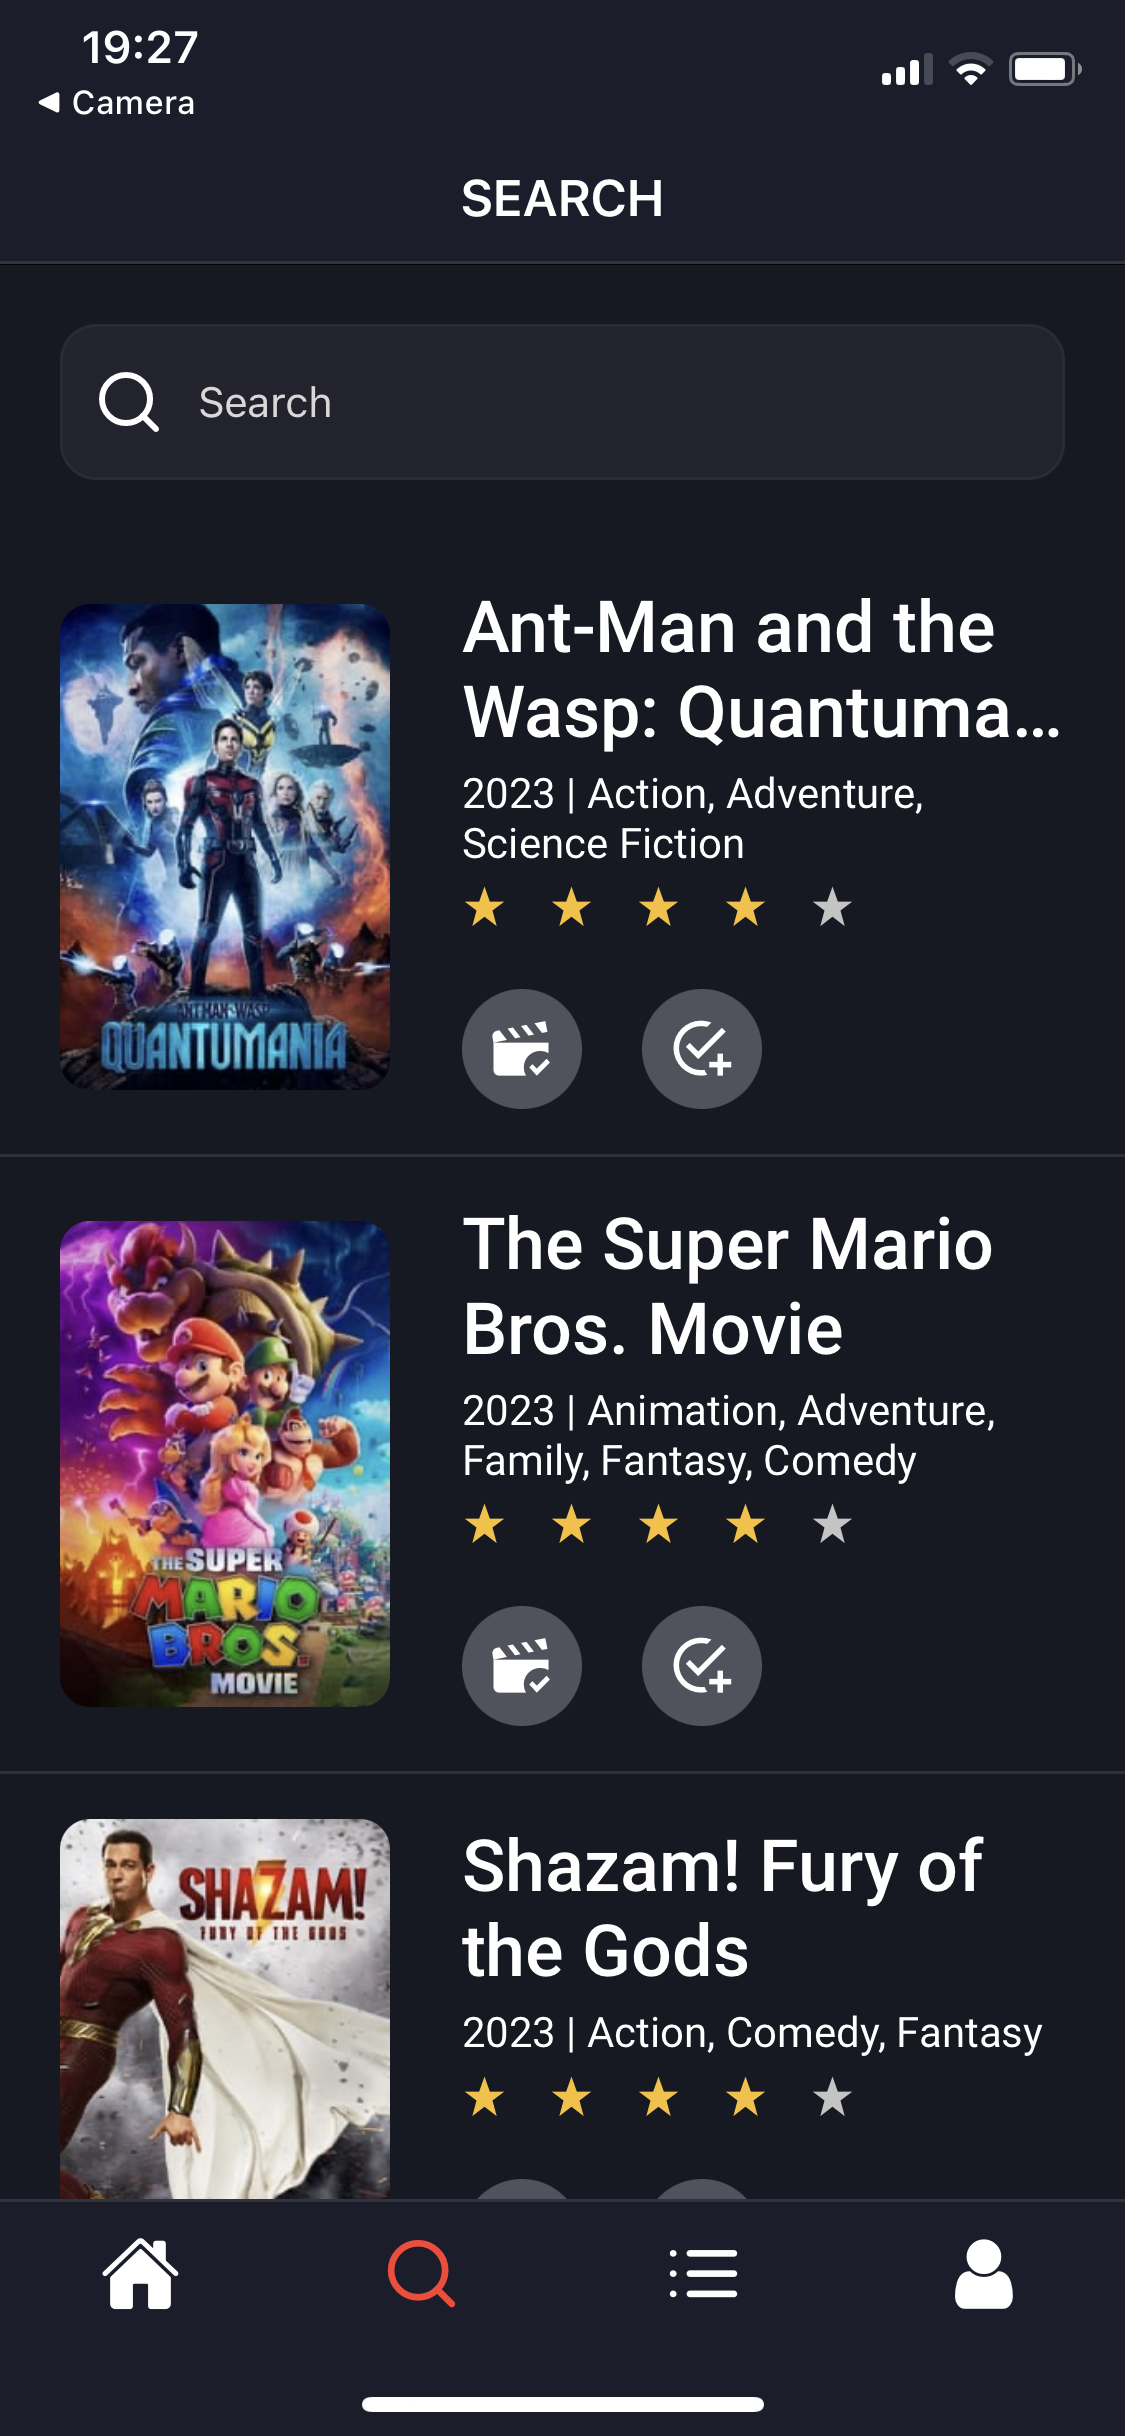 19:27
Camera
SEARCH
Search
Ant-Man and the
Wasp: Quantuma...
2023 | Action, Adventure,
Science Fiction
ANT-MAN WASP
QUANTUMANIA
The Super Mario
Bros. Movie
2023 | Animation, Adventure,
Family, Fantasy, Comedy
THE SUPER
MARIO
BROS.
MOVIE
Shazam! Fury of
the Gods
2023 | Action, Comedy, Fantasy
SHAZAM!
FURY OF THE GODS